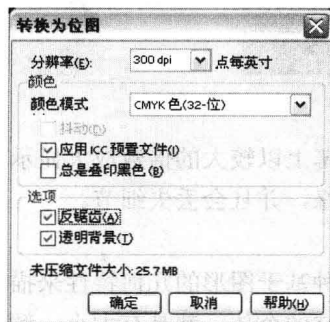 转换为位图
分辨率(E): 300 dpi 点每英寸
颜色
颜色模式 CMYK 色(32-位)
抖动(D)
应用 ICC 预置文件(I)
总是叠印黑色(B)
选项
反锯齿(A)
透明背景(T)
未压缩文件大小: 25.7 MB
确定 取消 帮助(H)